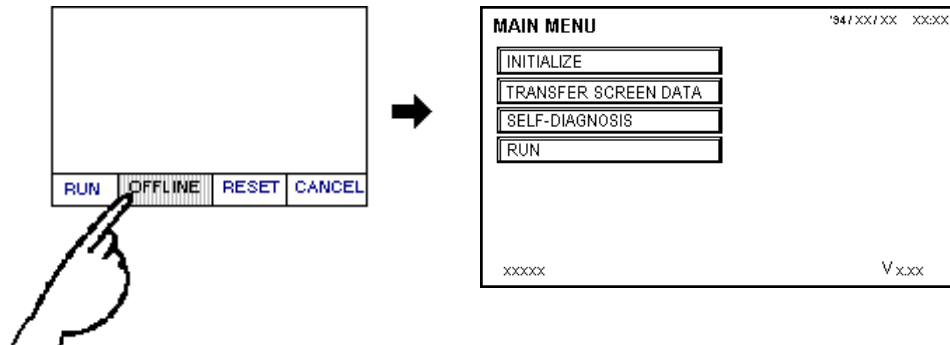 RUN OFFLINE RESET CANCEL
MAIN MENU '94/XX/XX XX:XX
INITIALIZE
TRANSFER SCREEN DATA
SELF-DIAGNOSIS
RUN
xxxxx V x.xx